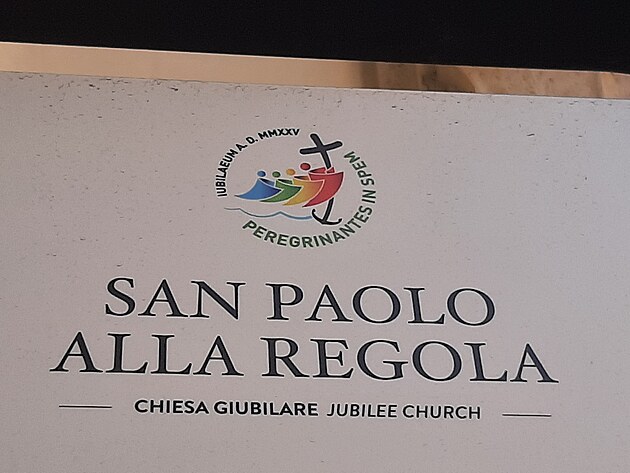 IUBILAEUM A. D. MMXXV
PEREGRINANTES IN SPEM
SAN PAOLO
ALLA REGOLA
CHIESA GIUBILARE JUBILEE CHURCH